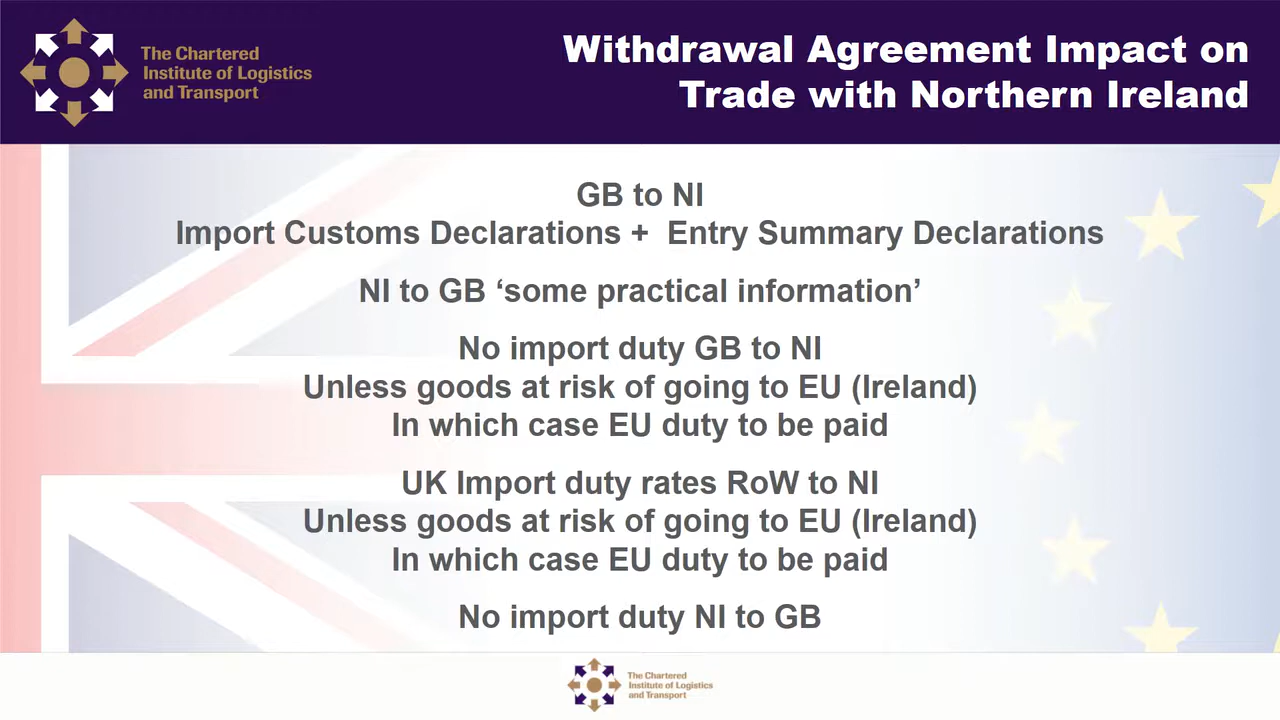 The Chartered
Institute of Logistics
and Transport
Withdrawal Agreement Impact on
Trade with Northern Ireland
GB to NI
Import Customs Declarations +  Entry Summary Declarations
NI to GB ‘some practical information’
No import duty GB to NI
Unless goods at risk of going to EU (Ireland)
In which case EU duty to be paid
UK Import duty rates RoW to NI
Unless goods at risk of going to EU (Ireland)
In which case EU duty to be paid
No import duty NI to GB
The Chartered
Institute of Logistics
and Transport